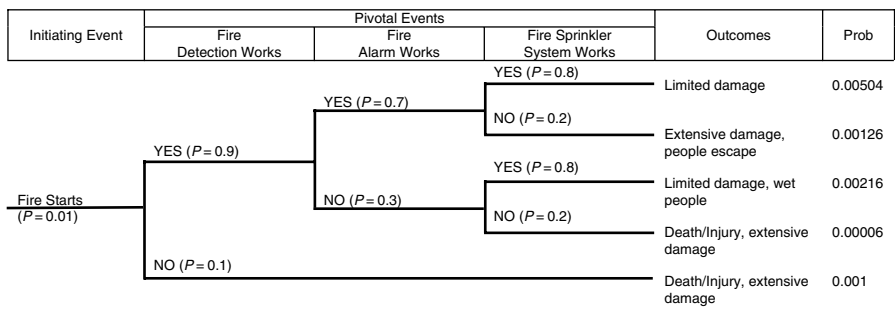 Pivotal Events
Initiating Event
Fire
Detection Works
Fire
Alarm Works
Fire Sprinkler
System Works
Outcomes
Prob
YES (P = 0.8)
Limited damage
0.00504
YES (P = 0.7)
NO (P = 0.2)
Extensive damage,
people escape
0.00126
YES (P = 0.9)
YES (P = 0.8)
Limited damage, wet
people
0.00216
Fire Starts
(P = 0.01)
NO (P = 0.3)
NO (P = 0.2)
Death/Injury, extensive
damage
0.00006
NO (P = 0.1)
Death/Injury, extensive
damage
0.001